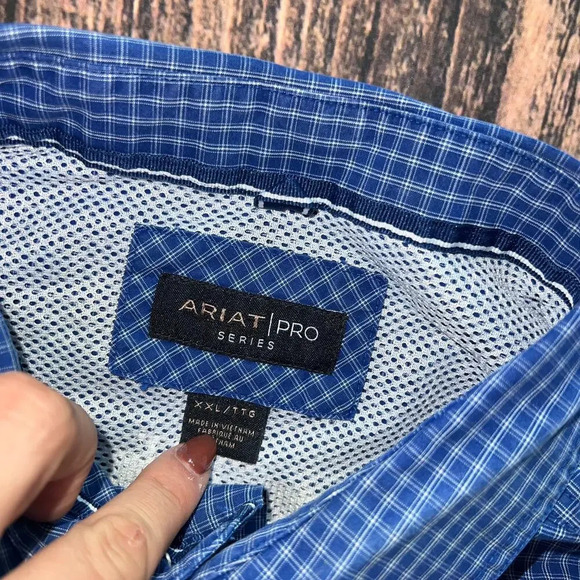 ARIAT|PRO
SERIES
XXL/TTG
MADE IN VIETNAM
FABRIQUÉ AU